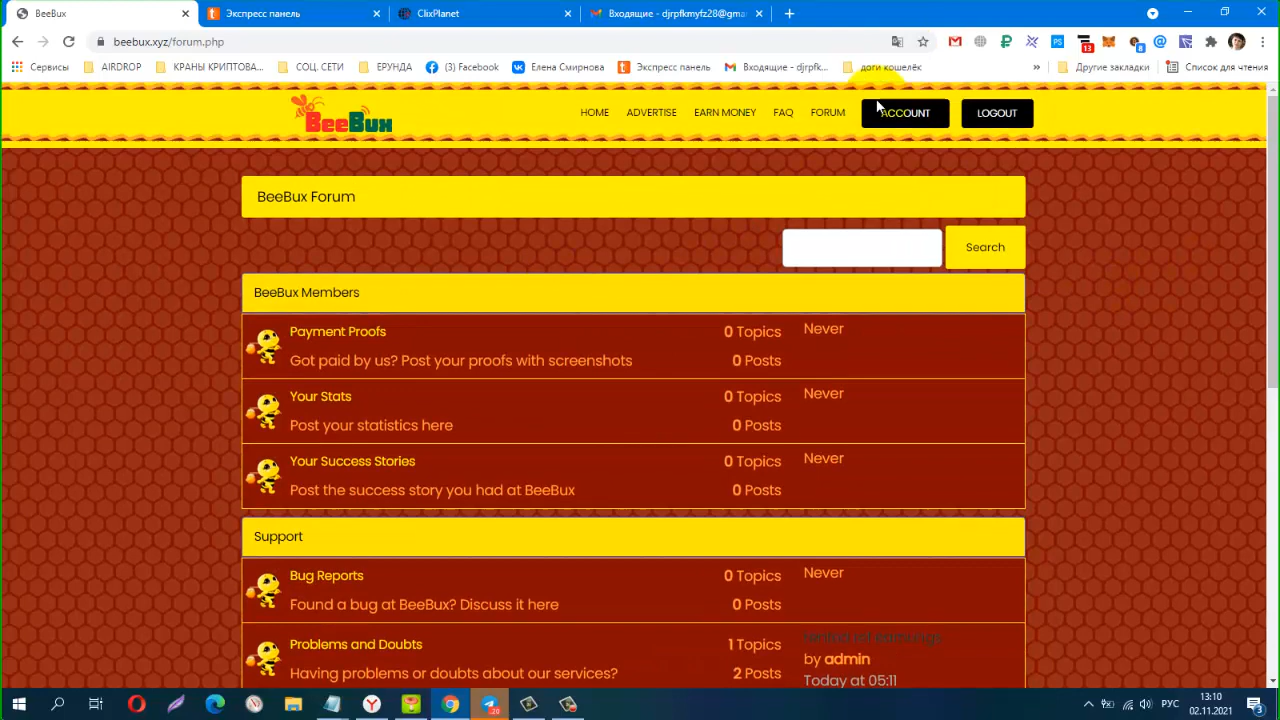 BeeBux
Экспресс панель
ClixPlanet
Входящие - djrpfkmyfz28@gma
beebux.xyz/forum.php
PS
13
8
Сервисы
AIRDROP
КРАНЫ КРИПТОВА...
СОЦ. СЕТИ
ЕРУНДА
(3) Facebook
Елена Смирнова
Экспресс панель
Входящие - djrpfk...
доги кошелёк
»
Другие закладки
Список для чтения
BeeBux
HOME
ADVERTISE
EARN MONEY
FAQ
FORUM
ACCOUNT
LOGOUT
BeeBux Forum
Search
BeeBux Members
Payment Proofs
0 Topics
Never
Got paid by us? Post your proofs with screenshots
0 Posts
Your Stats
0 Topics
Never
Post your statistics here
0 Posts
Your Success Stories
0 Topics
Never
Post the success story you had at BeeBux
0 Posts
Support
Bug Reports
0 Topics
Never
Found a bug at BeeBux? Discuss it here
0 Posts
Problems and Doubts
1 Topics
by admin
Having problems or doubts about our services?
2 Posts
Today at 05:11
20
РУС
13:10
02.11.2021
3